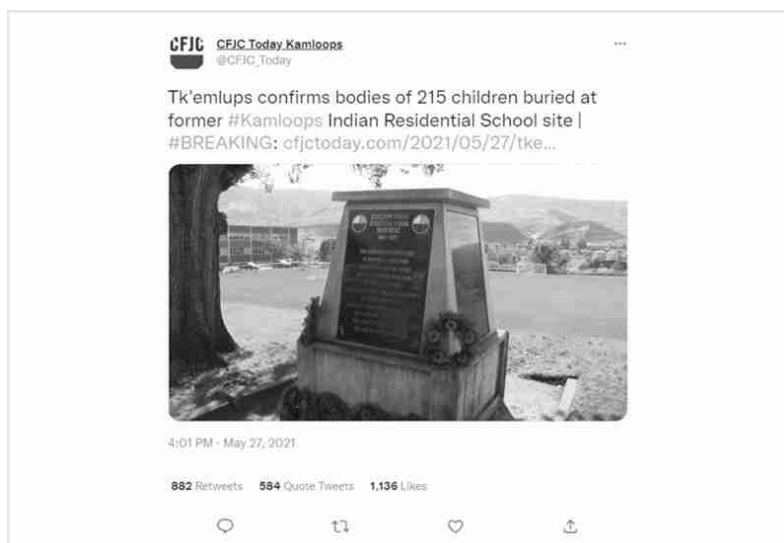 CFJC
CFJC Today Kamloops
@CFJC_Today
Tk'emlups confirms bodies of 215 children buried at
former #Kamloops Indian Residential School site |
#BREAKING: cfjctoday.com/2021/05/27/tke...
4:01 PM · May 27, 2021
882 Retweets 584 Quote Tweets 1,136 Likes